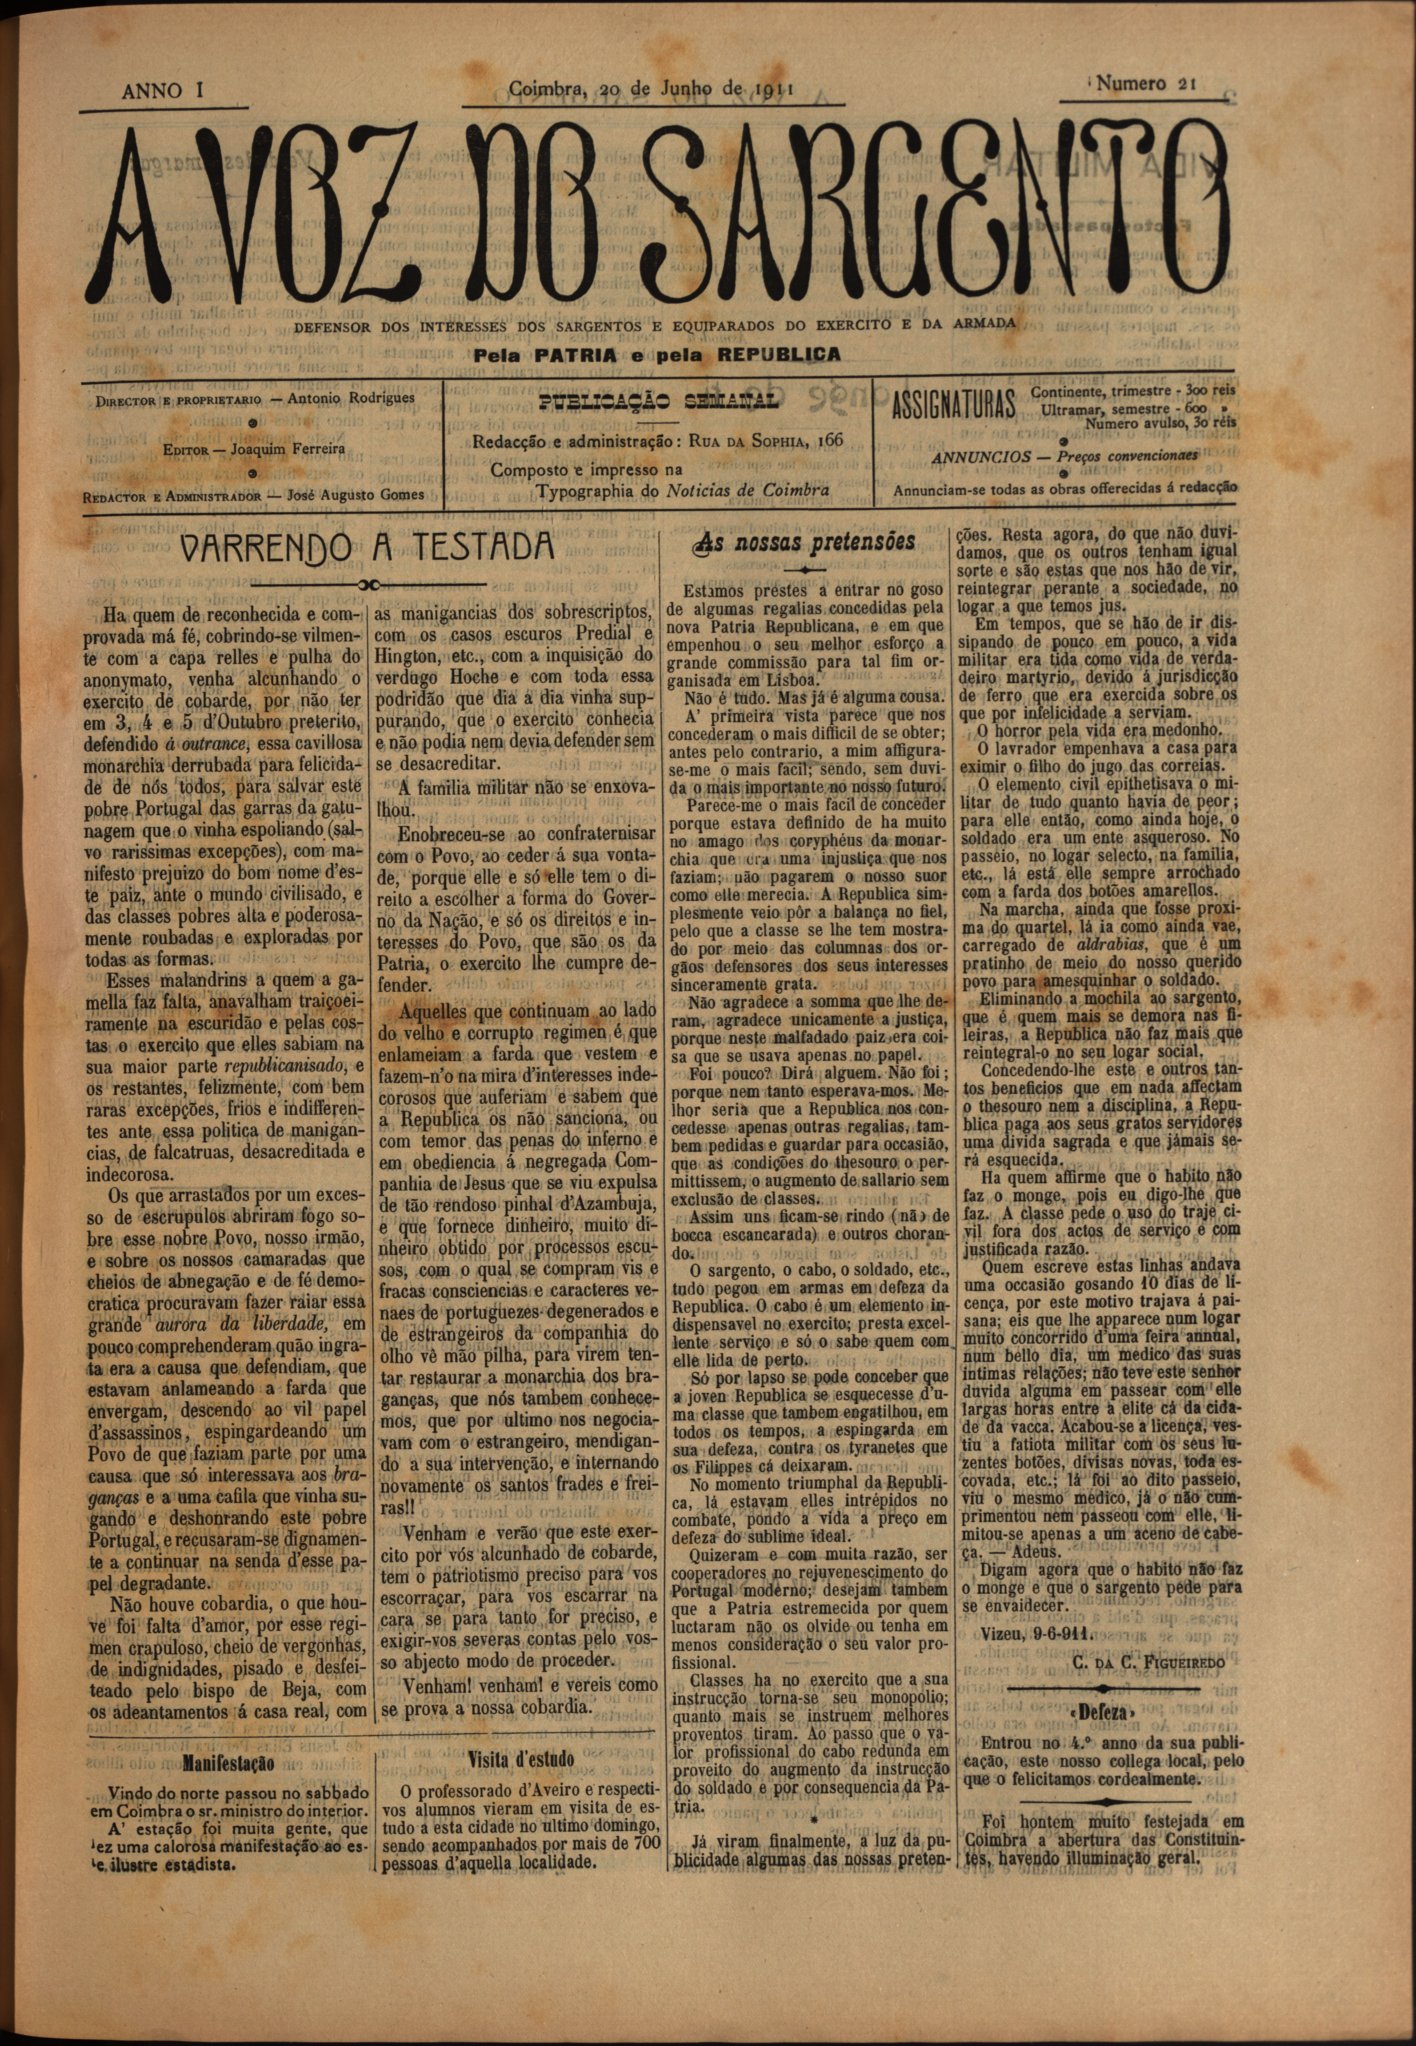 ANNO I
Coimbra, 20 de Junho de 1911
Numero 21
A VOZ DO SARGENTO
DEFENSOR DOS INTERESSES DOS SARGENTOS E EQUIPARADOS DO EXERCITO E DA ARMADA
Pela PATRIA e pela REPUBLICA
DIRECTOR E PROPRIETARIO — Antonio Rodrigues
EDITOR — Joaquim Ferreira
REDACTOR E ADMINISTRADOR — José Augusto Gomes
PUBLICAÇÃO SEMANAL
Redacção e administração: RUA DA SOPHIA, 166
Composto e impresso na
Typographia do Noticias de Coimbra
ASSIGNATURAS
Continente, trimestre - 300 reis
Ultramar, semestre - 600 »
Numero avulso, 30 réis
ANNUNCIOS — Preços convencionaes
Annunciam-se todas as obras offerecidas á redacção
VARRENDO A TESTADA
Ha quem de reconhecida e com-
provada má fé, cobrindo-se vilmen-
te com a capa relles e pulha do
anonymato, venha alcunhando o
exercito de cobarde, por não ter
em 3, 4 e 5 d'Outubro preterito,
defendido á outrance, essa cavillosa
monarchia derrubada para felicida-
de de nós todos, para salvar este
pobre Portugal das garras da gatu-
nagem que o vinha espoliando (sal-
vo rarissimas excepções), com ma-
nifesto prejuizo do bom nome d'es-
te paiz, ante o mundo civilisado, e
das classes pobres alta e poderosa-
mente roubadas e exploradas por
todas as formas.
Esses malandrins a quem a ga-
mella faz falta, anavalham traiçoei-
ramente na escuridão e pelas cos-
tas o exercito que elles sabiam na
sua maior parte republicanisado, e
os restantes, felizmente, com bem
raras excepções, frios e indifferen-
tes ante essa politica de manigan-
cias, de falcatruas, desacreditada e
indecorosa.
Os que arrastados por um exces-
so de escrupulos abriram fogo so-
bre esse nobre Povo, nosso irmão,
e sobre os nossos camaradas que
cheios de abnegação e de fé demo-
cratica procuravam fazer raiar essa
grande aurora da liberdade, em
pouco comprehenderam quão ingra-
ta era a causa que defendiam, que
estavam anlameando a farda que
envergam, descendo ao vil papel
d'assassinos, espingardeando um
Povo de que faziam parte por uma
causa que só interessava aos bra-
ganças e a uma cafila que vinha su-
gando e deshonrando este pobre
Portugal, e recusaram-se dignamen-
te a continuar na senda d'esse pa-
pel degradante.
Não houve cobardia, o que hou-
ve foi falta d'amor, por esse regi-
men crapuloso, cheio de vergonhas,
de indignidades, pisado e desfei-
teado pelo bispo de Beja, com
os adeantamentos á casa real, com
as manigancias dos sobrescriptos,
com os casos escuros Predial e
Hington, etc., com a inquisição do
verdugo Hoche e com toda essa
podridão que dia a dia vinha sup-
purando, que o exercito conhecia
e não podia nem devia defender sem
se desacreditar.
A familia militar não se enxova-
lhou.
Enobreceu-se ao confraternisar
com o Povo, ao ceder á sua vonta-
de, porque elle e só elle tem o di-
reito a escolher a forma do Gover-
no da Nação, e só os direitos e in-
teresses do Povo, que são os da
Patria, o exercito lhe cumpre de-
fender.
Aquelles que continuam ao lado
do velho e corrupto regimen é que
enlameiam a farda que vestem e
fazem-n'o na mira d'interesses inde-
corosos que auferiam e sabem que
a Republica os não sanciona, ou
com temor das penas do inferno e
em obediencia á negregada Com-
panhia de Jesus que se viu expulsa
de tão rendoso pinhal d'Azambuja,
e que fornece dinheiro, muito di-
nheiro obtido por processos escu-
sos, com o qual se compram vis e
fracas consciencias e caracteres ve-
naes de portuguezes degenerados e
de estrangeiros da companhia do
olho vê mão pilha, para virem ten-
tar restaurar a monarchia dos bra-
ganças, que nós tambem conhece-
mos, que por ultimo nos negocia-
vam com o estrangeiro, mendigan-
do a sua intervenção, e internando
novamente os santos frades e frei-
ras!!
Venham e verão que este exer-
cito por vós alcunhado de cobarde,
tem o patriotismo preciso para vos
escorraçar, para vos escarrar na
cara se para tanto for preciso, e
exigir-vos severas contas pelo vos-
so abjecto modo de proceder.
Venham! venham! e vereis como
se prova a nossa cobardia.
Manifestação
Vindo do norte passou no sabbado
em Coimbra o sr. ministro do interior.
A' estação foi muita gente, que
fez uma calorosa manifestação ao es-
te, ilustre estadista.
Visita d'estudo
O professorado d'Aveiro e respecti-
vos alumnos vieram em visita de es-
tudo a esta cidade no ultimo domingo,
sendo acompanhados por mais de 700
pessoas d'aquella localidade.
As nossas pretensões
Estamos prestes a entrar no goso
de algumas regalias concedidas pela
nova Patria Republicana, e em que
empenhou o seu melhor esforço a
grande commissão para tal fim or-
ganisada em Lisboa.
Não é tudo. Mas já é alguma cousa.
A' primeira vista parece que nos
concederam o mais difficil de se obter;
antes pelo contrario, a mim affigura-
se-me o mais facil; sendo, sem duvi-
da o mais importante no nosso futuro.
Parece-me o mais facil de conceder
porque estava definido de ha muito
no amago dos coryphéus da monar-
chia que era uma injustiça que nos
faziam; não pagarem o nosso suor
como elle merecia. A Republica sim-
plesmente veio pôr a balança no fiel,
pelo que a classe se lhe tem mostra-
do por meio das columnas dos or-
gãos defensores dos seus interesses
sinceramente grata.
Não agradece a somma que lhe de-
ram, agradece unicamente a justiça,
porque neste malfadado paiz era coi-
sa que se usava apenas no papel.
Foi pouco? Dirá alguem. Não foi;
porque nem tanto esperava-mos. Me-
lhor seria que a Republica nos con-
cedesse apenas outras regalias, tam-
bem pedidas e guardar para occasião,
que as condições do thesouro o per-
mittissem, o augmento de sallario sem
exclusão de classes.
Assim uns ficam-se rindo (não de
bocca escancarada) e outros choran-
do.
O sargento, o cabo, o soldado, etc.,
tudo pegou em armas em defeza da
Republica. O cabo é um elemento in-
dispensavel no exercito; presta excel-
lente serviço e só o sabe quem com
elle lida de perto.
Só por lapso se pode conceber que
a joven Republica se esquecesse d'u-
ma classe que tambem engatilhou, em
todos os tempos, a espingarda em
sua defeza, contra os tyranetes que
os Filippes cá deixaram.
No momento triumphal da Republi-
ca, lá estavam elles intrépidos no
combate, pondo a vida a preço em
defeza do sublime ideal.
Quizeram e com muita razão, ser
cooperadores no rejuvenescimento do
Portugal moderno; desejam tambem
que a Patria estremecida por quem
luctaram não os olvide ou tenha em
menos consideração o seu valor pro-
fissional.
Classes ha no exercito que a sua
instrucção torna-se seu monopolio;
quanto mais se instruem melhores
proventos tiram. Ao passo que o va-
lor profissional do cabo redunda em
proveito do augmento da instrucção
do soldado e por consequencia da Pa-
tria.
*
Já viram finalmente, a luz da pu-
blicidade algumas das nossas preten-
ções. Resta agora, do que não duvi-
damos, que os outros tenham igual
sorte e são estas que nos hão de vir,
reintegrar perante a sociedade, no
logar a que temos jus.
Em tempos, que se hão de ir dis-
sipando de pouco em pouco, a vida
militar era tida como vida de verda-
deiro martyrio, devido á jurisdicção
de ferro que era exercida sobre os
que por infelicidade a serviam.
O horror pela vida era medonho.
O lavrador empenhava a casa para
eximir o filho do jugo das correias.
O elemento civil epithetisava o mi-
litar de tudo quanto havia de peor;
para elle então, como ainda hoje, o
soldado era um ente asqueroso. No
passeio, no logar selecto, na familia,
etc., lá está elle sempre arrochado
com a farda dos botões amarellos.
Na marcha, ainda que fosse proxi-
ma do quartel, lá ia como ainda vae,
carregado de aldrabias, que é um
pratinho de meio do nosso querido
povo para amesquinhar o soldado.
Eliminando a mochila ao sargento,
que é quem mais se demora nas fi-
leiras, a Republica não faz mais que
reintegral-o no seu logar social.
Concedendo-lhe este e outros tan-
tos beneficios que em nada affectam
o thesouro nem a disciplina, a Repu-
blica paga aos seus gratos servidores
uma divida sagrada e que jámais se-
rá esquecida.
Ha quem affirme que o habito não
faz o monge, pois eu digo-lhe que
faz. A classe pede o uso do traje ci-
vil fora dos actos de serviço e com
justificada razão.
Quem escreve estas linhas andava
uma occasião gosando 10 dias de li-
cença, por este motivo trajava á pai-
sana; eis que lhe apparece num logar
muito concorrido d'uma feira annual,
num bello dia, um medico das suas
intimas relações; não teve este senhor
duvida alguma em passear com elle
largas horas entre a elite cá da cida-
de da vacca. Acabou-se a licença, ves-
tiu a fatiota militar com os seus lu-
zentes botões, divisas novas, toda es-
covada, etc.; lá foi ao dito passeio,
viu o mesmo médico, já o não cum-
primentou nem passeou com elle, li-
mitou-se apenas a um aceno de cabe-
ça. — Adeus.
Digam agora que o habito não faz
o monge e que o sargento pede para
se envaidecer.
Vizeu, 9-6-911.
C. DA C. FIGUEIREDO
«Defeza»
Entrou no 4.º anno da sua publi-
cação, este nosso collega local, pelo
que o felicitamos cordealmente.
Foi hontem muito festejada em
Coimbra a abertura das Constituin-
tes, havendo illuminação geral.